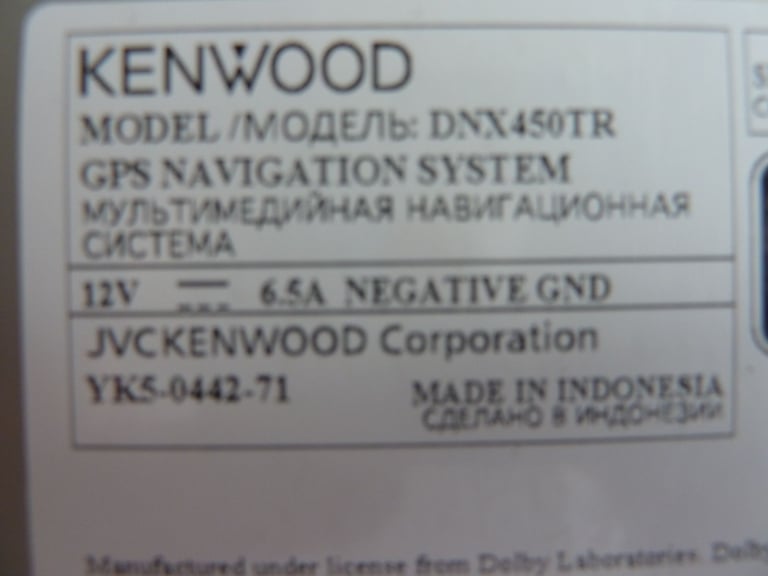 KENWOOD
MODEL /МОДЕЛЬ: DNX450TR
GPS NAVIGATION SYSTEM
МУЛЬТИМЕДИЙНАЯ НАВИГАЦИОННАЯ
СИСТЕМА
12V 6.5A NEGATIVE GND
JVCKENWOOD Corporation
YK5-0442-71 MADE IN INDONESIA
СДЕЛАНО В ИНДОНЕЗИИ
Manufactured under license from Dolby Laboratories. Dolby